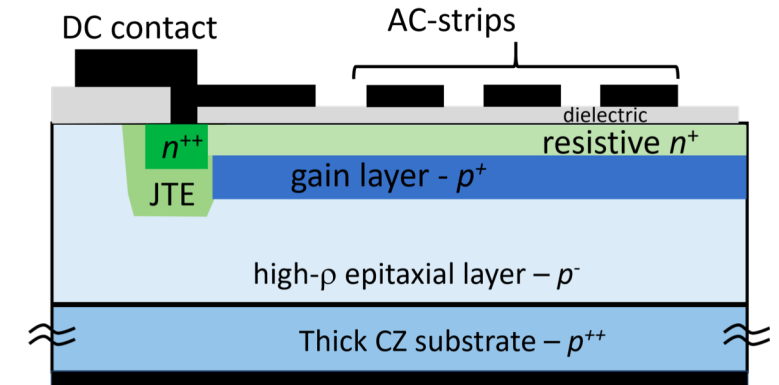 DC contact
AC-strips
dielectric
n++
resistive n+
gain layer - p+
JTE
high-ρ epitaxial layer – p-
Thick CZ substrate – p++